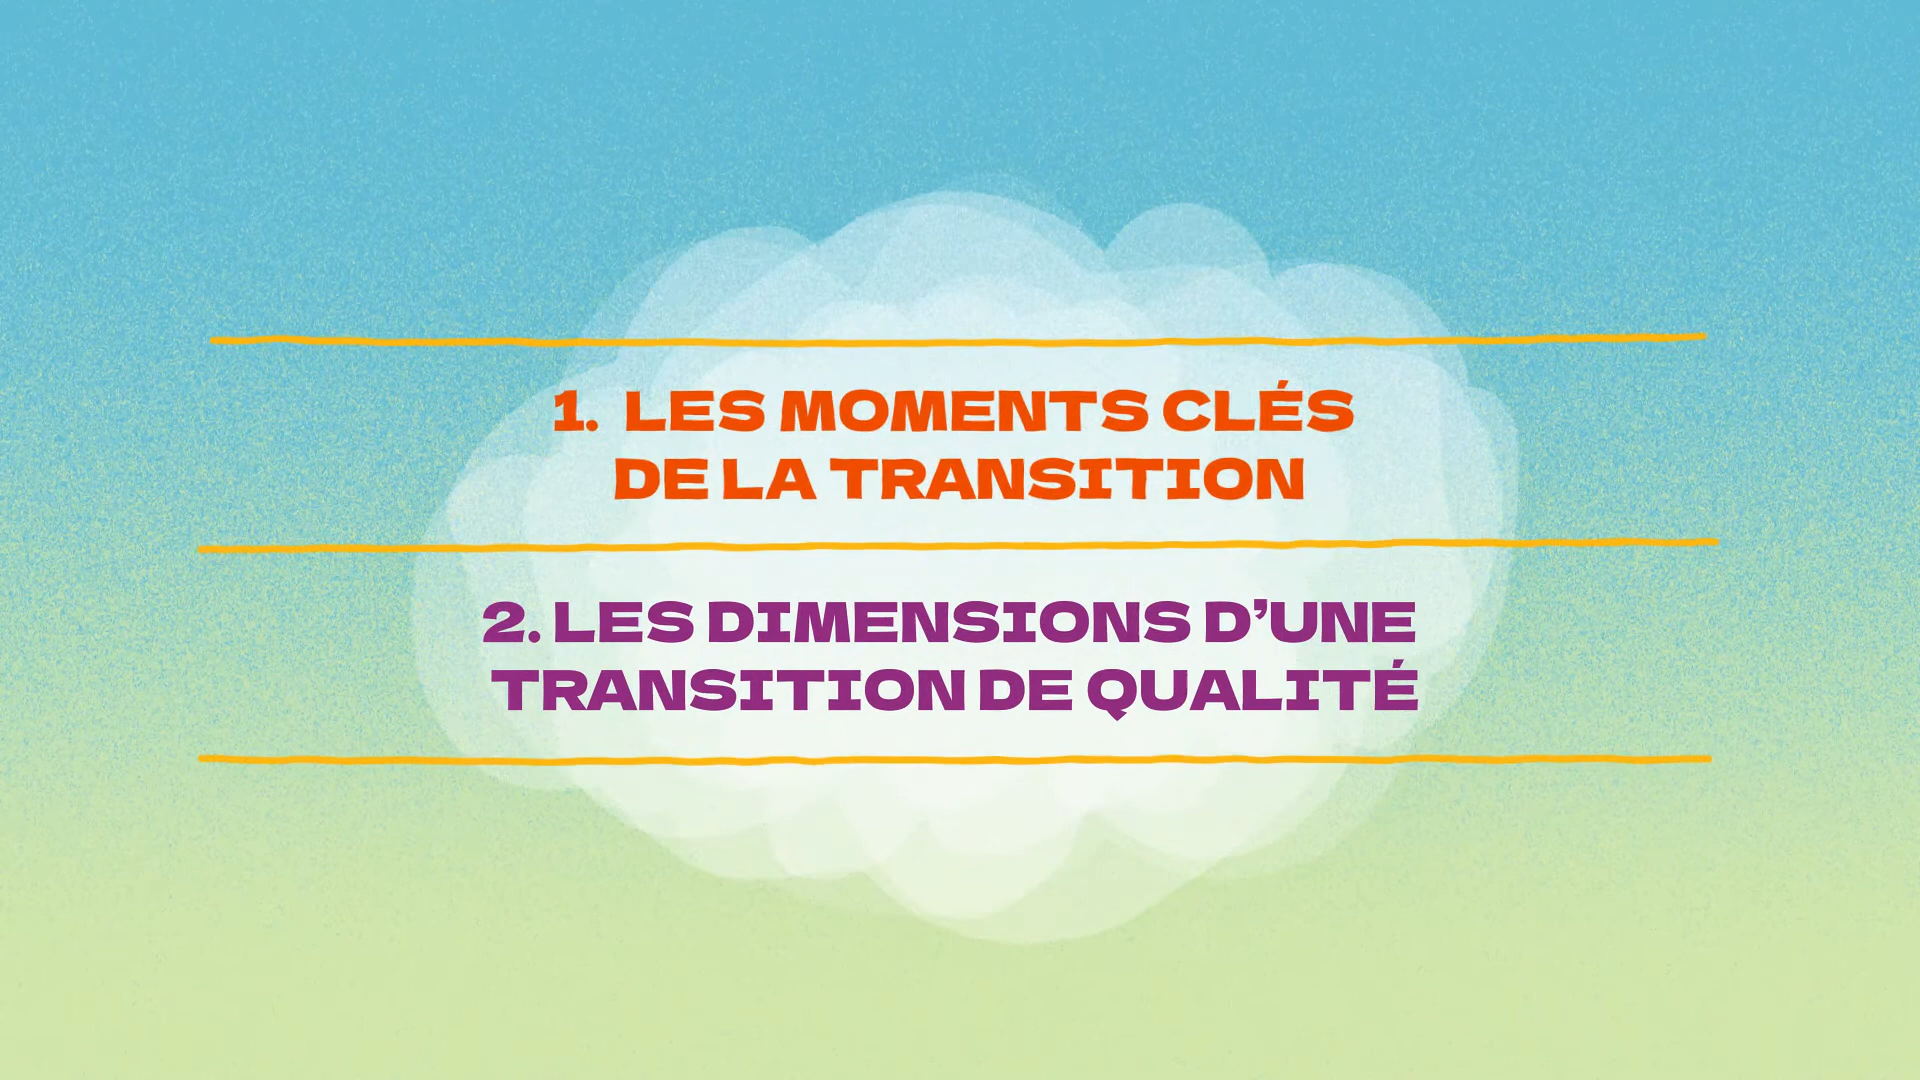 1. LES MOMENTS CLÉS
DE LA TRANSITION
2. LES DIMENSIONS D’UNE
TRANSITION DE QUALITÉ